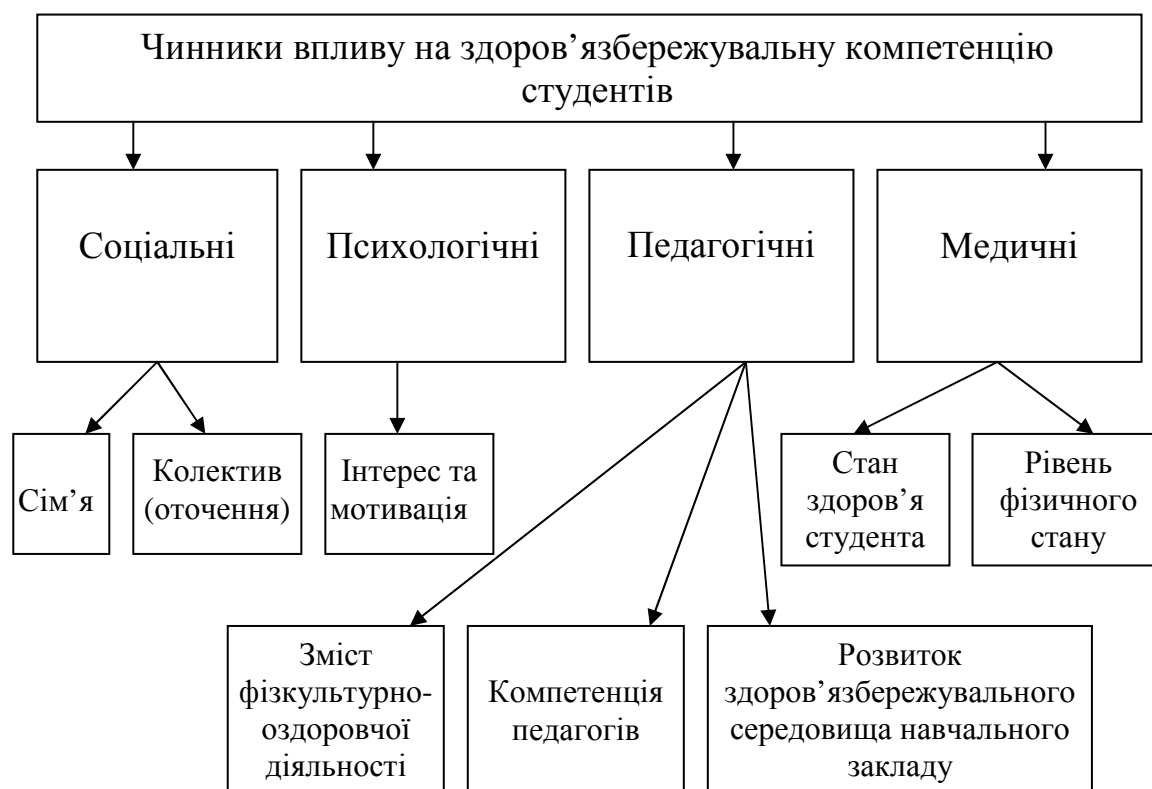 Чинники впливу на здоров’язбережувальну компетенцію
студентів
Соціальні
Психологічні
Педагогічні
Медичні
Сім’я
Колектив
(оточення)
Інтерес та
мотивація
Стан
здоров’я
студента
Рівень
фізичного
стану
Зміст
фізкультурно-
оздоровчої
діяльності
Компетенція
педагогів
Розвиток
здоров’язбережувального
середовища навчального
закладу